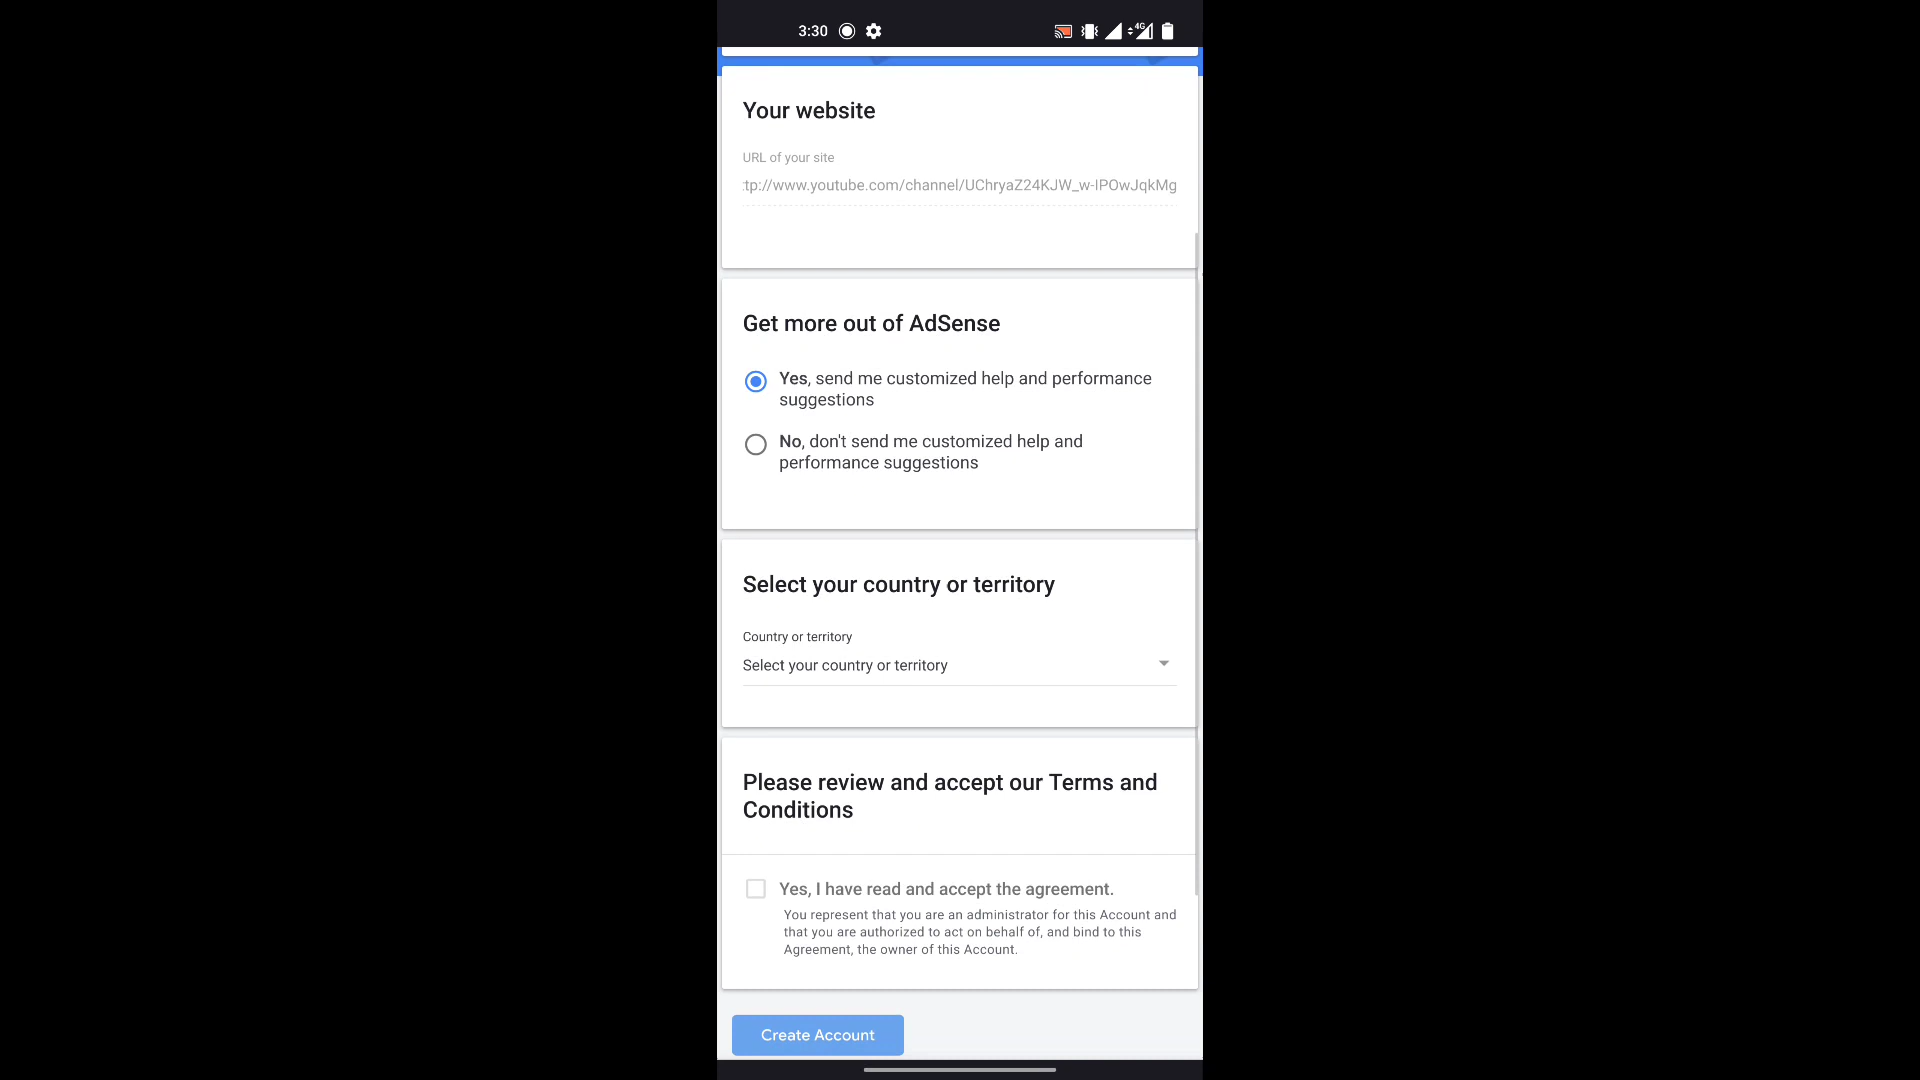 3:30
4G
Your website
URL of your site
tp://www.youtube.com/channel/UChryaZ24KJW_w-IPOwJqkMg
Get more out of AdSense
Yes, send me customized help and performance
suggestions
No, don't send me customized help and
performance suggestions
Select your country or territory
Country or territory
Select your country or territory
Please review and accept our Terms and
Conditions
Yes, I have read and accept the agreement.
You represent that you are an administrator for this Account and
that you are authorized to act on behalf of, and bind to this
Agreement, the owner of this Account.
Create Account